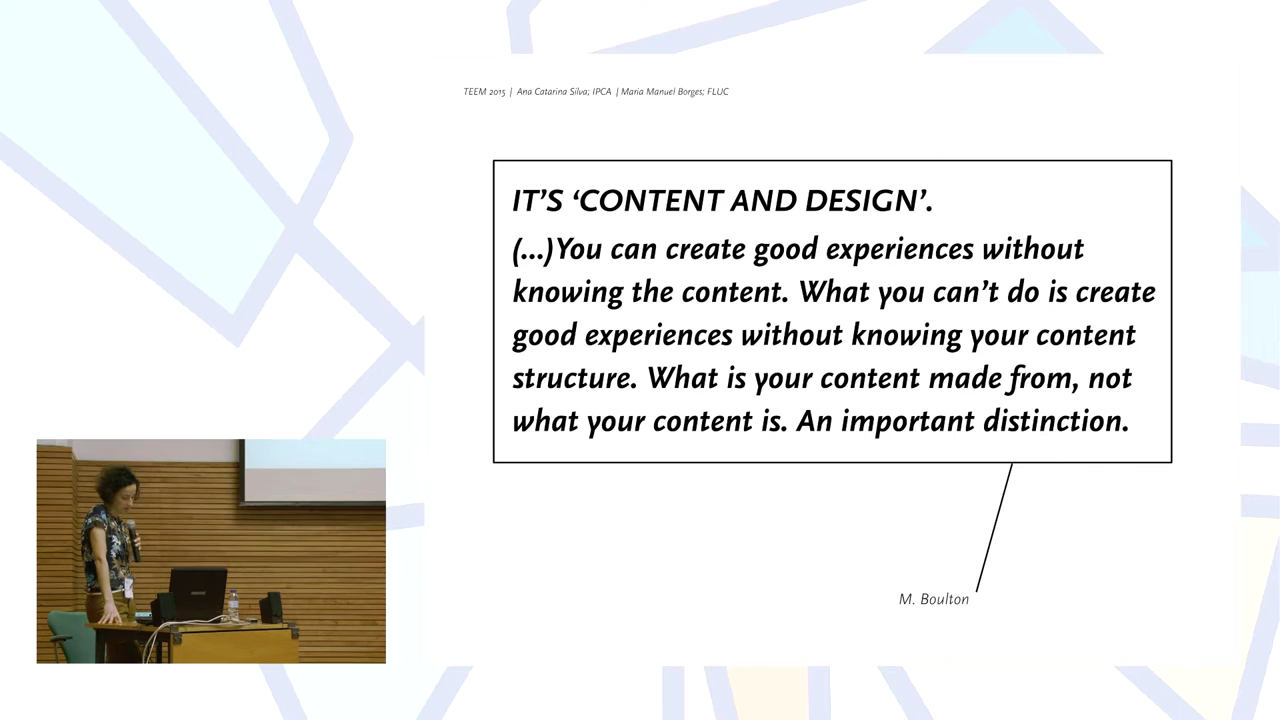 TEEM 2015 | Ana Catarina Silva; IPCA | Maria Manuel Borges; FLUC
IT'S ‘CONTENT AND DESIGN’.
(...)You can create good experiences without
knowing the content. What you can’t do is create
good experiences without knowing your content
structure. What is your content made from, not
what your content is. An important distinction.
M. Boulton